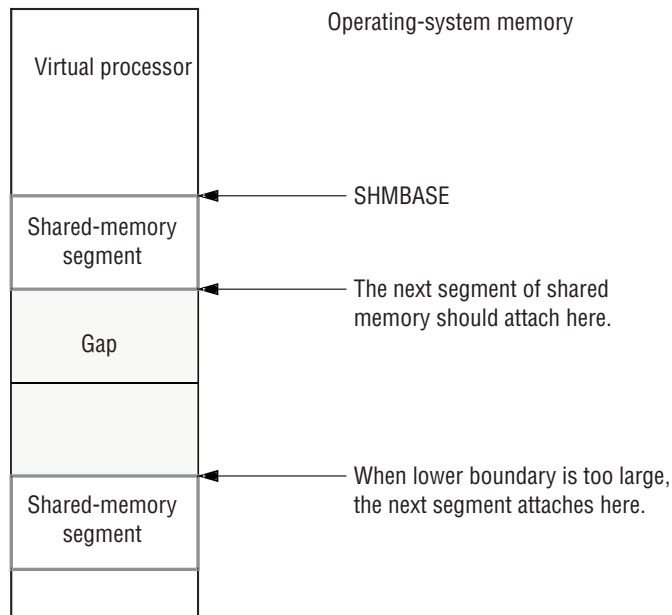 Operating-system memory
Virtual processor
SHMBASE
Shared-memory
segment
The next segment of shared
memory should attach here.
Gap
When lower boundary is too large,
the next segment attaches here.
Shared-memory
segment